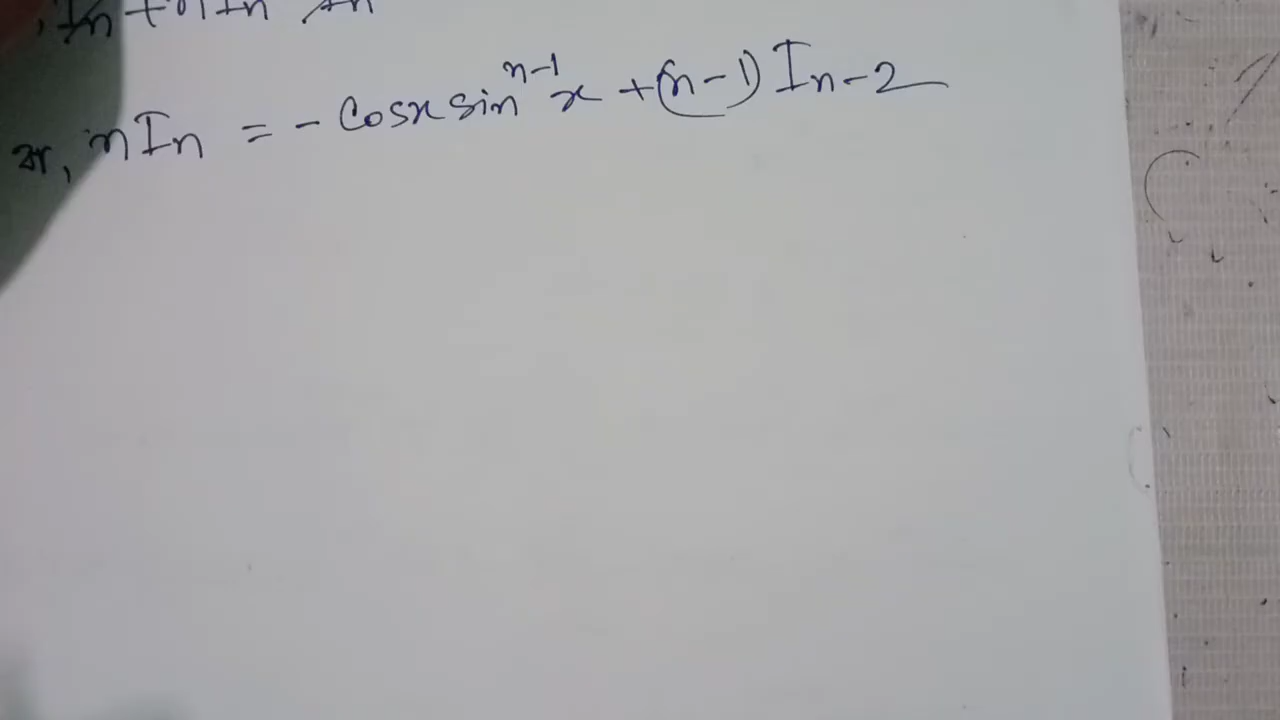 or, nIn = - Cosx sin^{n-1}x + (n-1) In-2